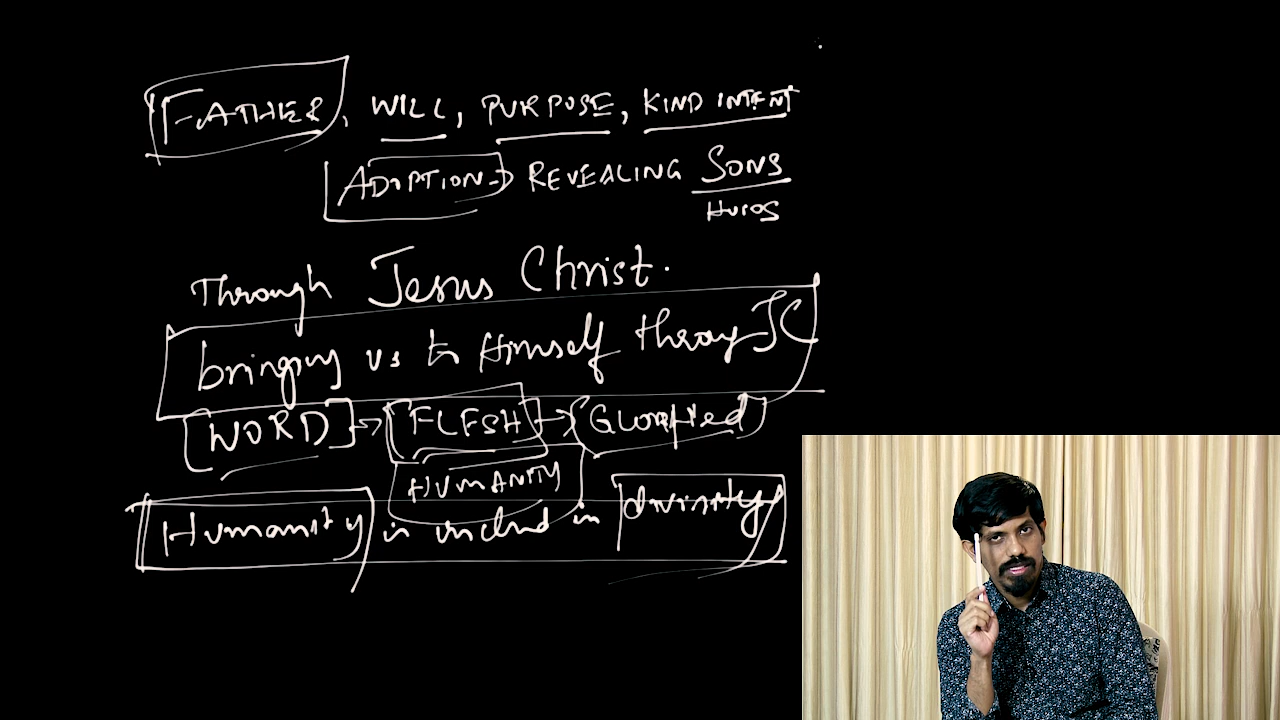 FATHER, WILL, PURPOSE, KIND INTENT
ADOPTION → REVEALING SONS
Huios
Through Jesus Christ.
bringing us to Himself through JC
[WORD] → [FLESH] → [Glorified]
HUMANITY
Humanity is includ in divinity